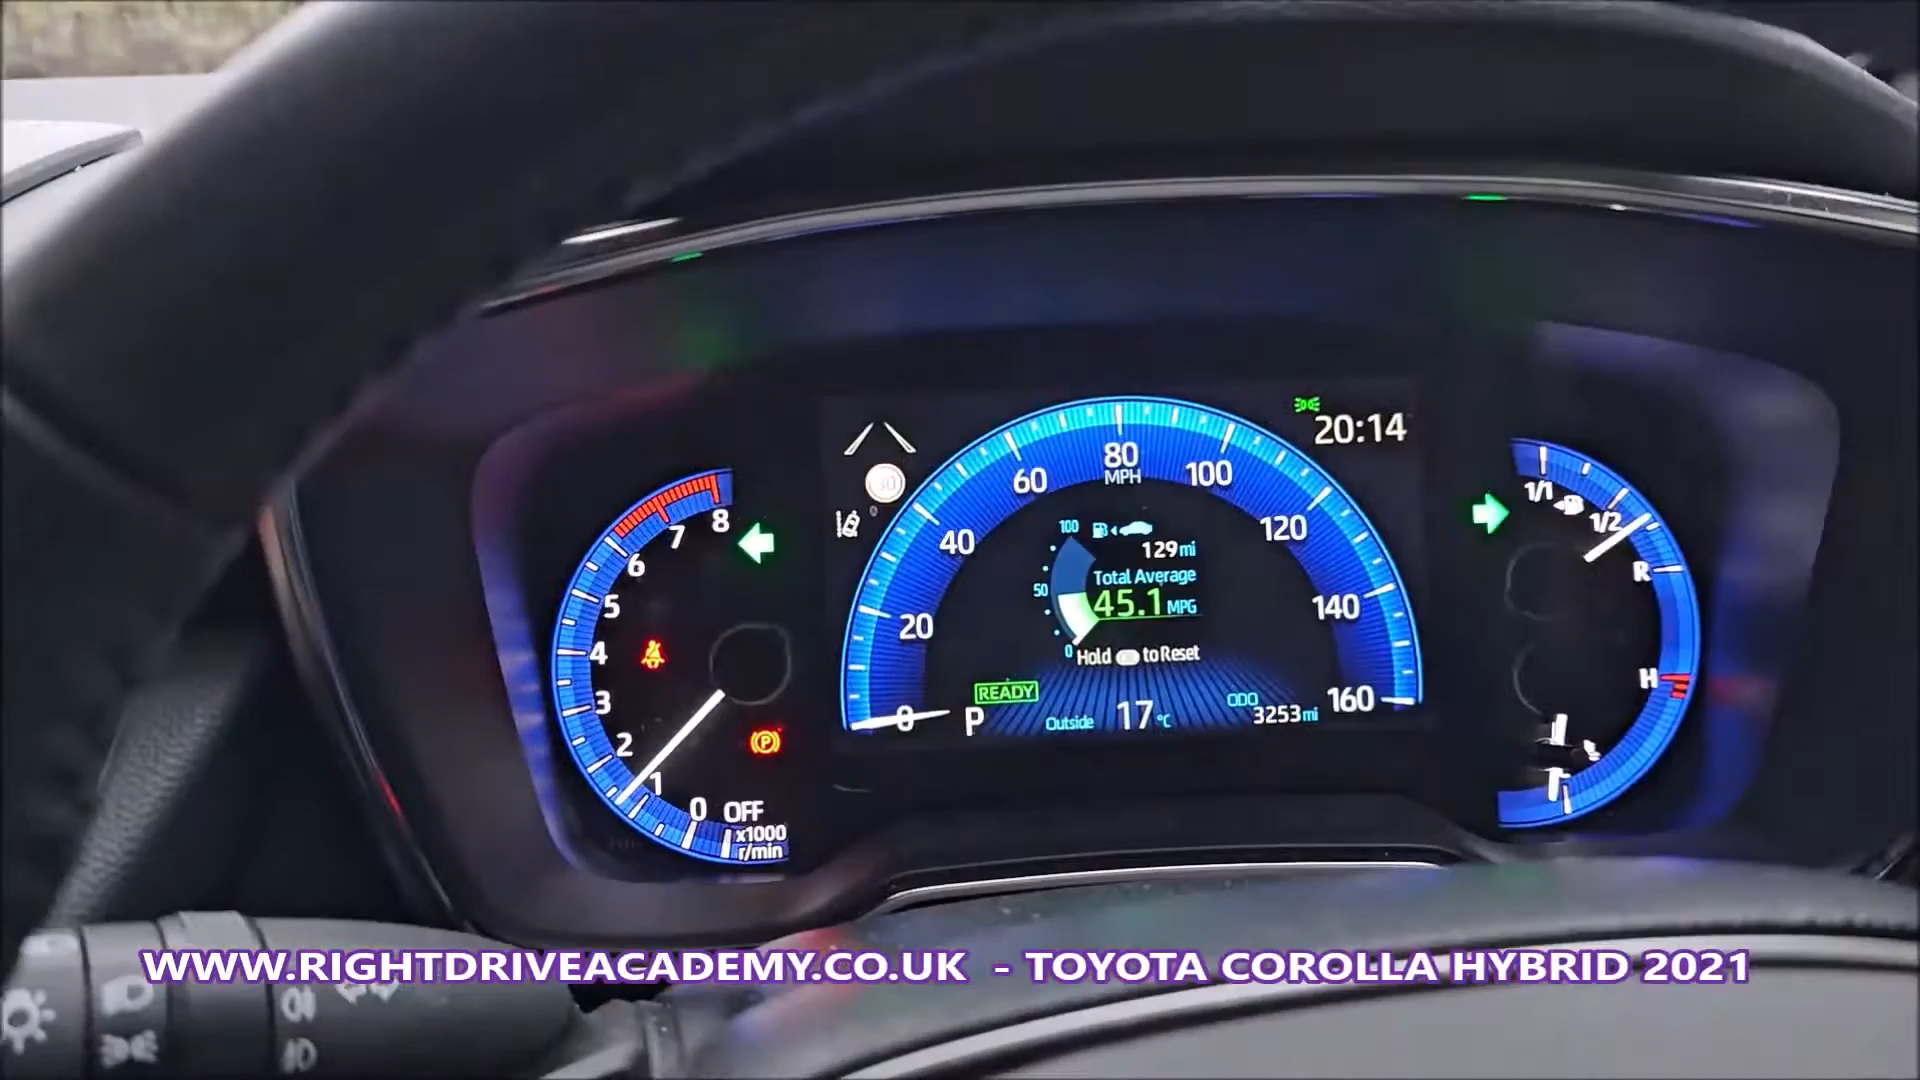 20:14
80
MPH
60
100
40
120
20
140
0
160
100
50
0
129mi
Total Average
45.1 MPG
Hold to Reset
READY
P
Outside 17°C
ODO
3253mi
8
7
6
5
4
3
2
1
0 OFF
x1000
r/min
P
1/1
1/2
R
H
WWW.RIGHTDRIVEACADEMY.CO.UK - TOYOTA COROLLA HYBRID 2021